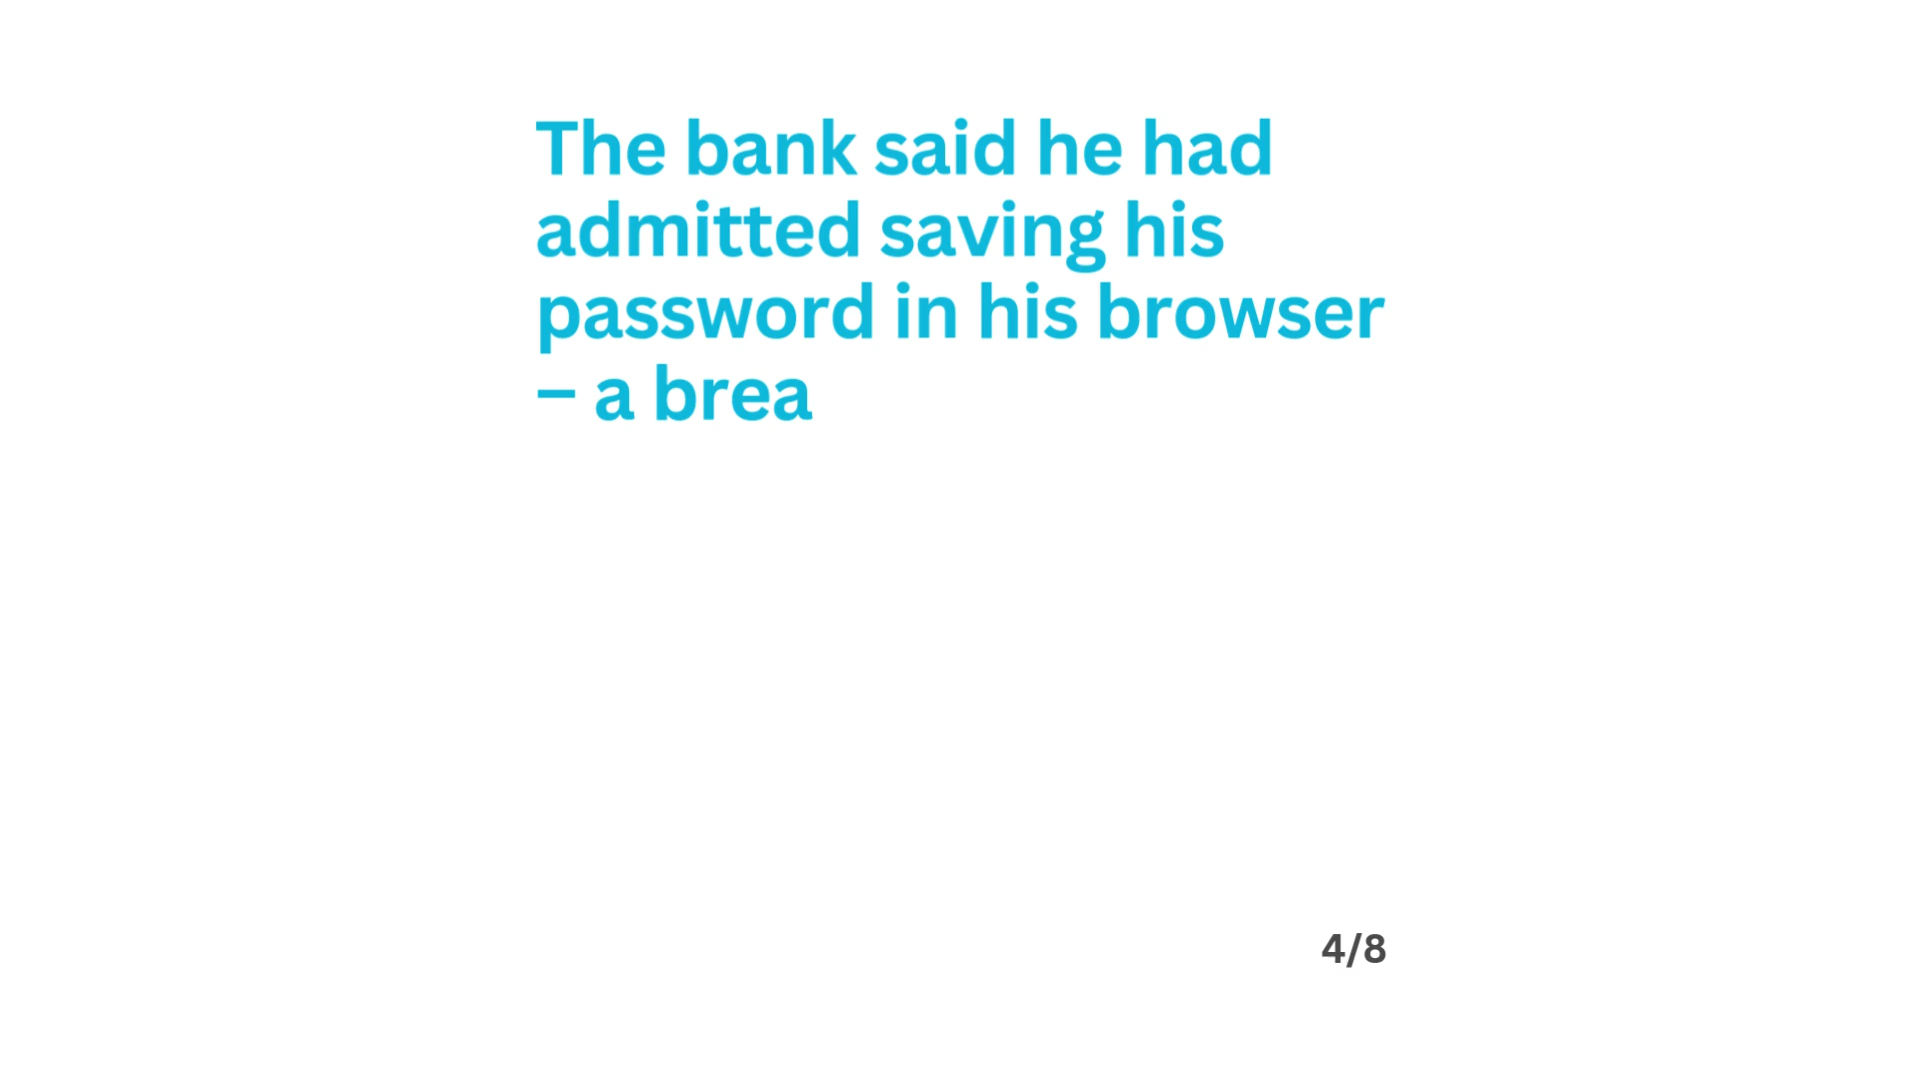 The bank said he had
admitted saving his
password in his browser
– a brea
4/8